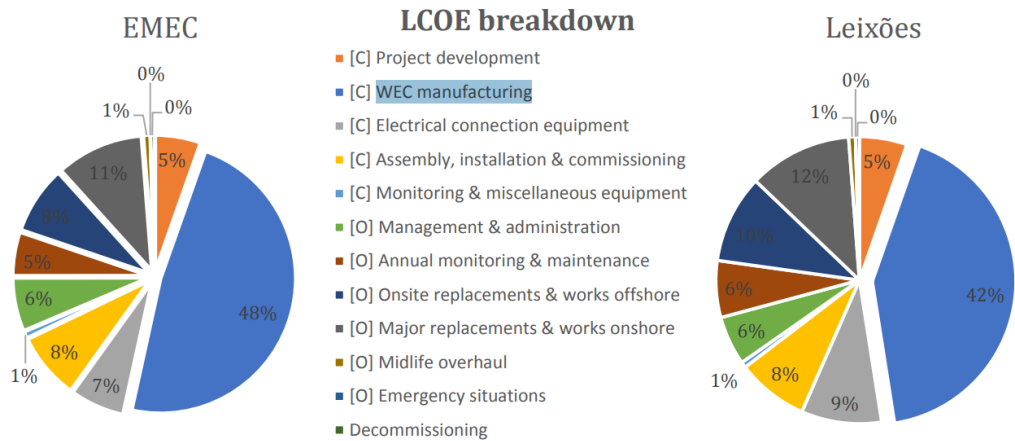 LCOE breakdown
EMEC
0%
0%
1%
5%
11%
8%
5%
6%
48%
1%
8%
7%
[C] Project development
[C] WEC manufacturing
[C] Electrical connection equipment
[C] Assembly, installation & commissioning
[C] Monitoring & miscellaneous equipment
[O] Management & administration
[O] Annual monitoring & maintenance
[O] Onsite replacements & works offshore
[O] Major replacements & works onshore
[O] Midlife overhaul
[O] Emergency situations
Decommissioning
Leixões
0%
0%
1%
5%
12%
10%
6%
42%
6%
1%
8%
9%